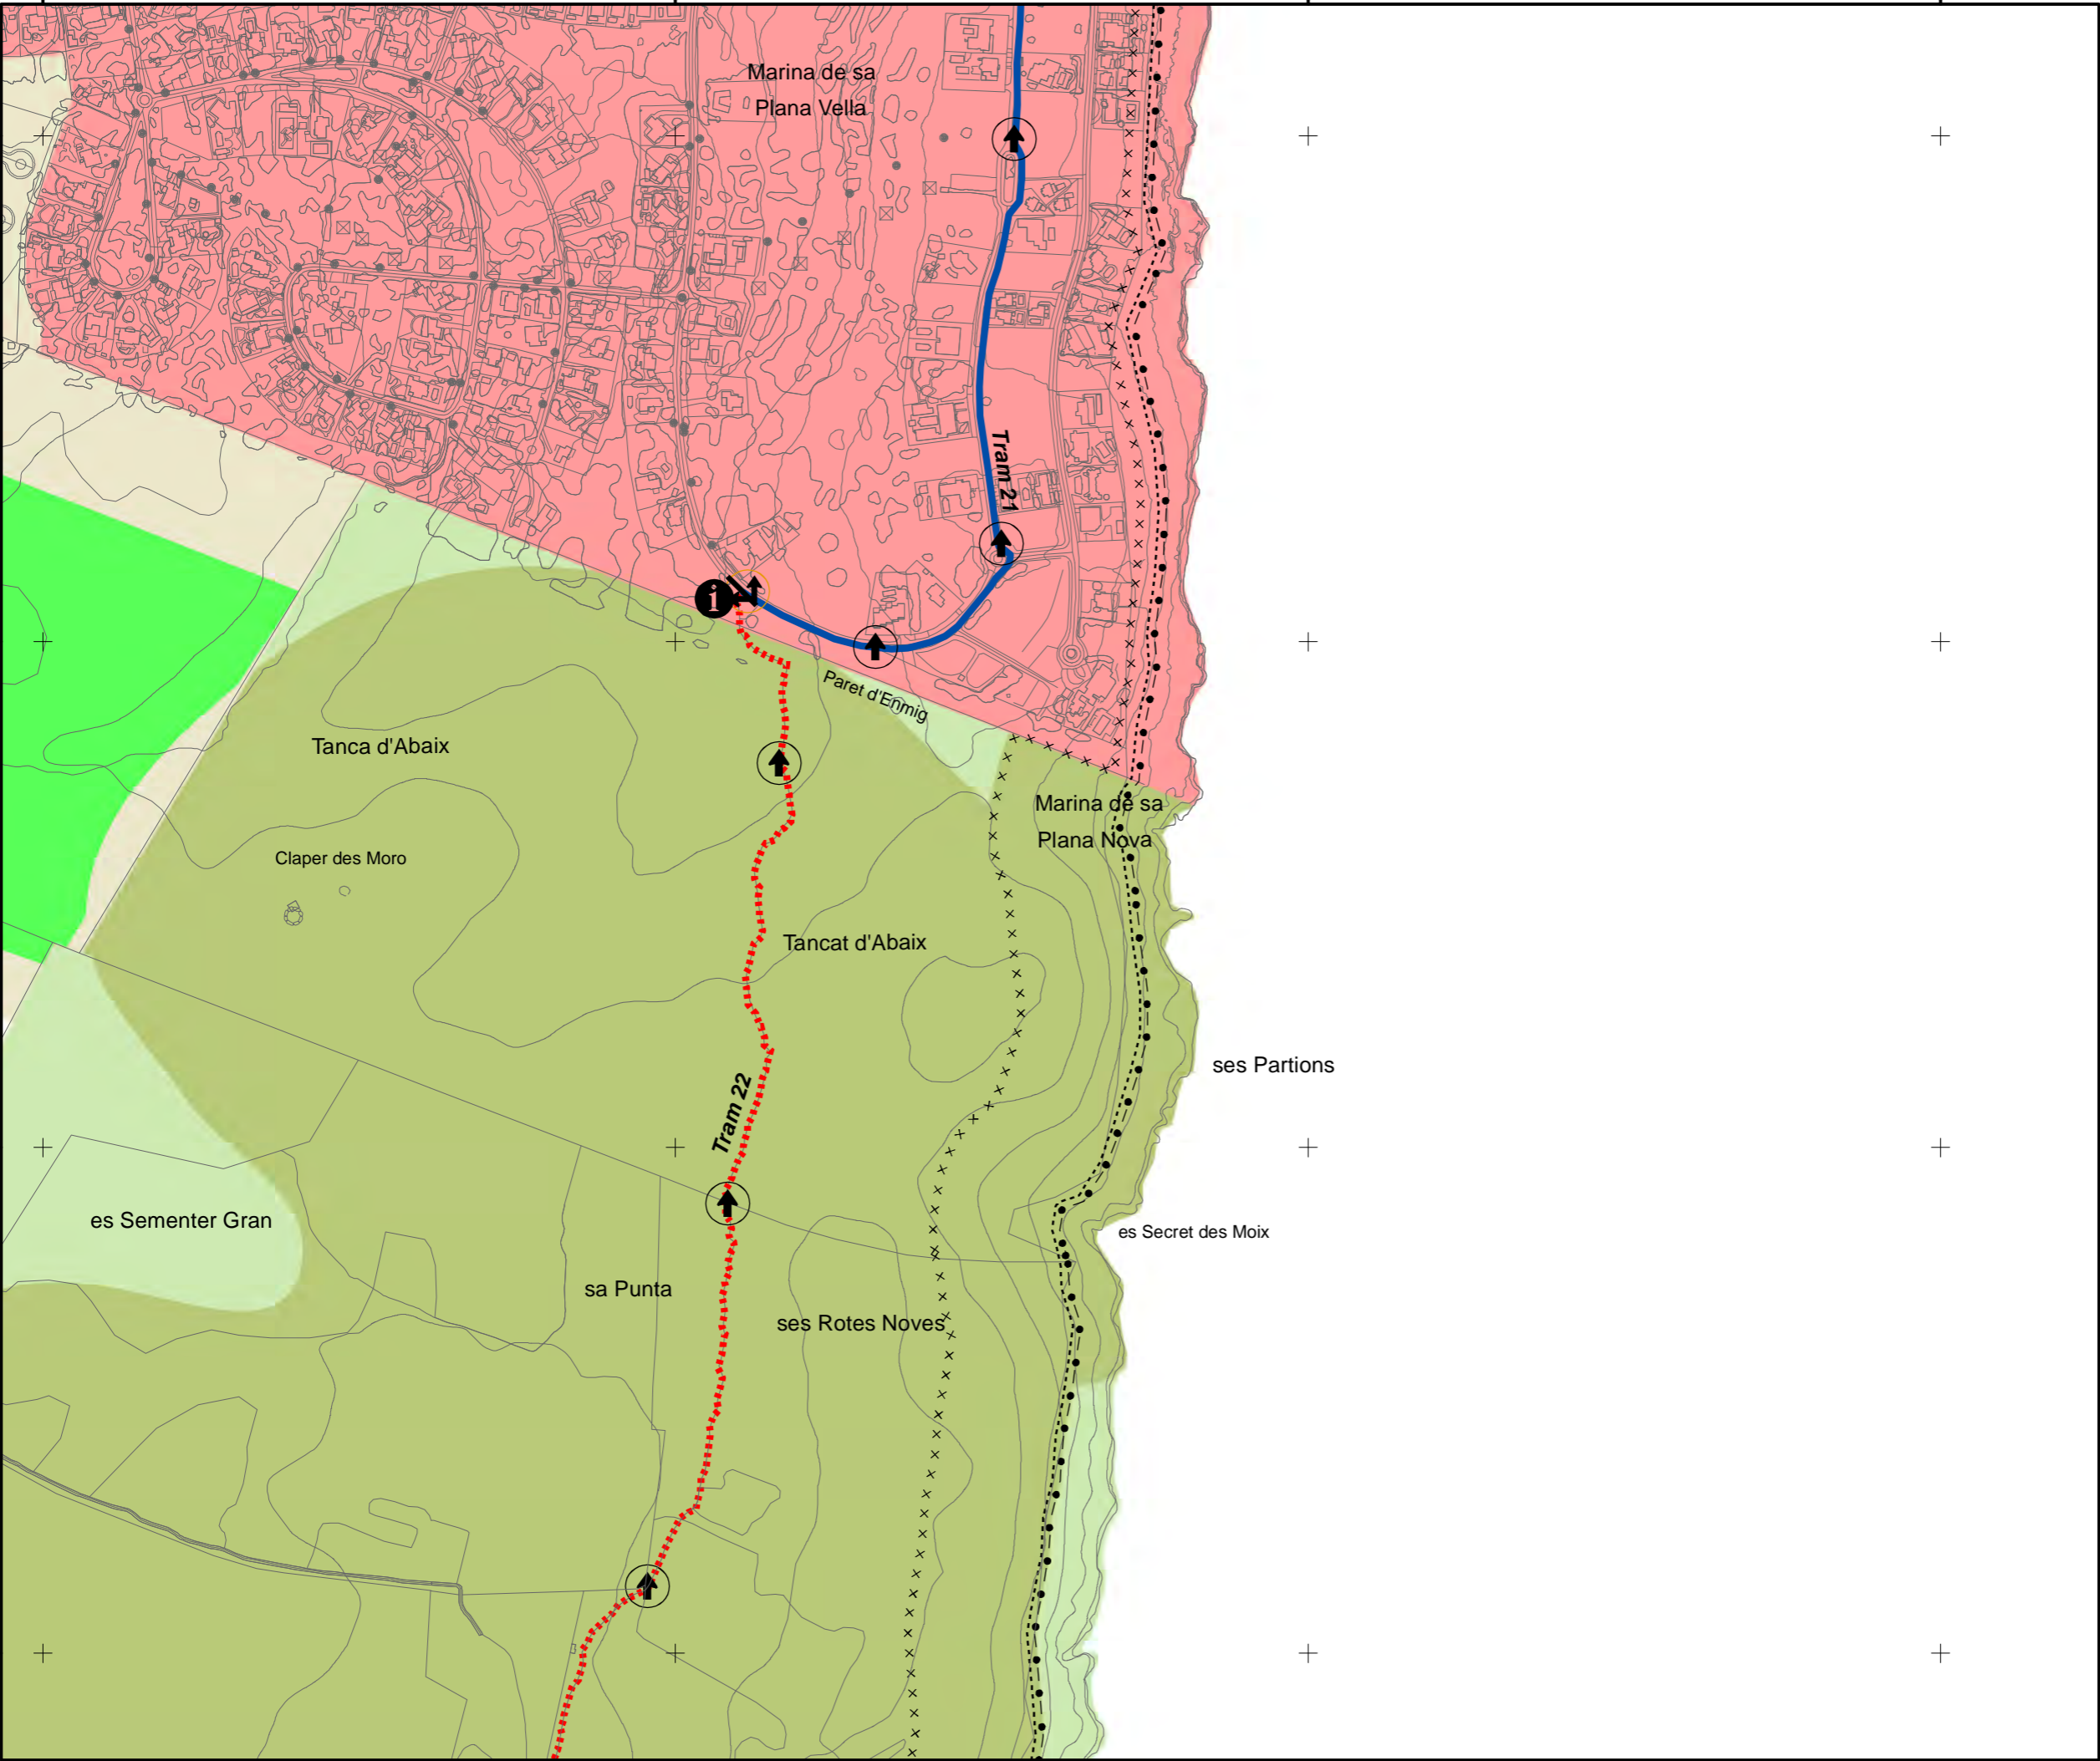 Marina de sa
Plana Vella
Tram 21
i
Paret d'Enmig
Tanca d'Abaix
Marina de sa
Plana Nova
Claper des Moro
Tancat d'Abaix
ses Partions
Tram 22
es Sementer Gran
es Secret des Moix
sa Punta
ses Rotes Noves